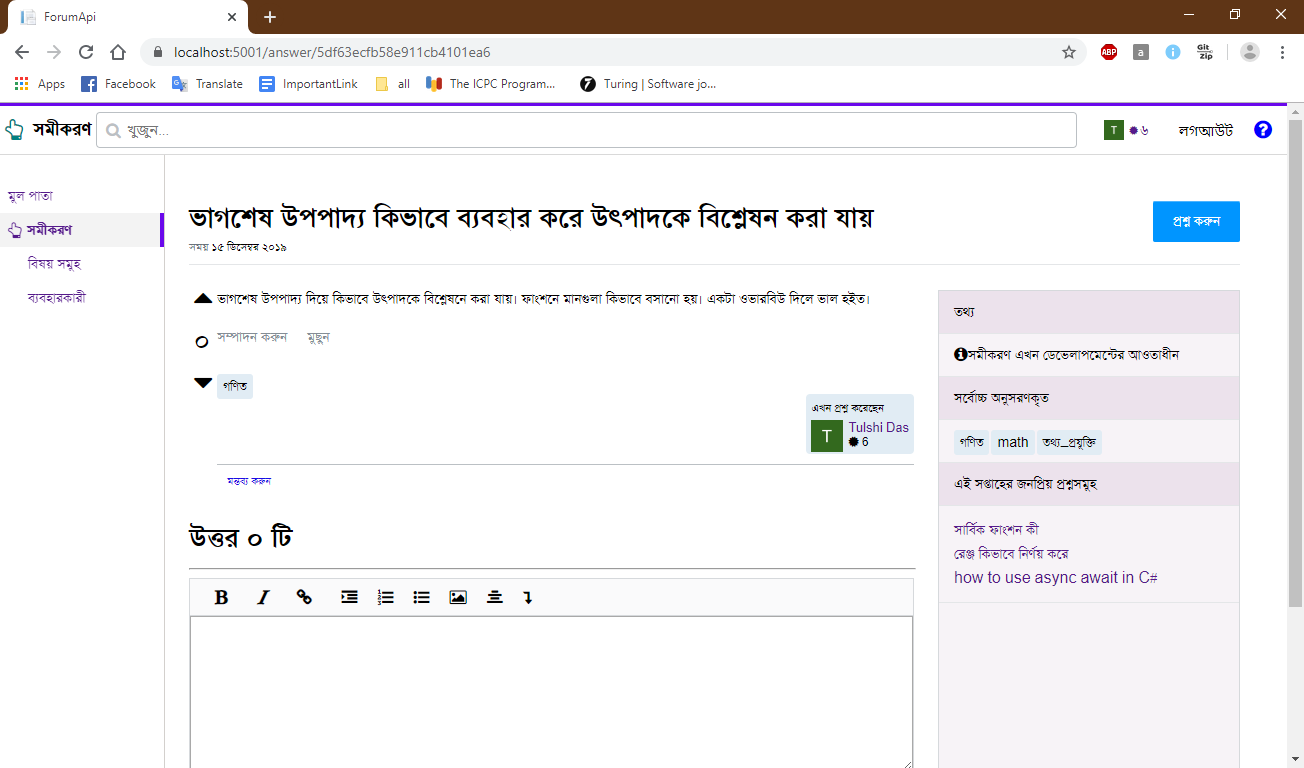 ForumApi
localhost:5001/answer/5df63ecfb58e911cb4101ea6
ABP
a
Git
zip
Apps
Facebook
Translate
ImportantLink
all
The ICPC Program...
Turing | Software jo...
সমীকরণ
খুজুন...
T
৬
লগআউট
মুল পাতা
সমীকরণ
বিষয় সমুহ
ব্যবহারকারী
ভাগশেষ উপপাদ্য কিভাবে ব্যবহার করে উৎপাদকে বিশ্লেষন করা যায়
সময় ১৫ ডিসেম্বর ২০১৯
প্রশ্ন করুন
ভাগশেষ উপপাদ্য দিয়ে কিভাবে উৎপাদকে বিশ্লেষনে করা যায়। ফাংশনে মানগুলা কিভাবে বসানো হয়। একটা ওভারবিউ দিলে ভাল হইত।
০
সম্পাদন করুন মুছুন
গণিত
এখন প্রশ্ন করেছেন
T
Tulshi Das
6
মন্তব্য করুন
উত্তর ০ টি
B I
তথ্য
সমীকরণ এখন ডেভেলাপমেন্টের আওতাধীন
সর্বোচ্চ অনুসরণকৃত
গণিত math তথ্য_প্রযুক্তি
এই সপ্তাহের জনপ্রিয় প্রশ্নসমুহ
সার্বিক ফাংশন কী
রেঞ্জ কিভাবে নির্ণয় করে
how to use async await in C#